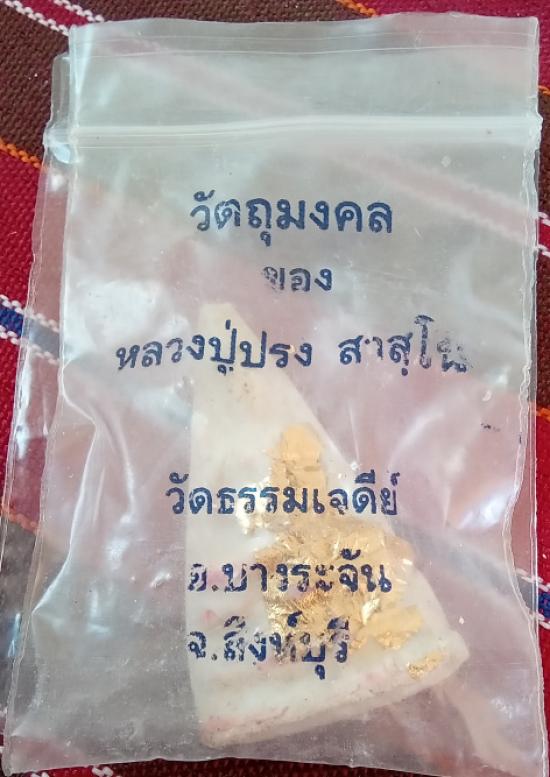 วัตถุมงคล
ของ
หลวงปู่ปรง สาสุโน
วัดธรรมเจดีย์
อ.บางระจัน
จ.สิงห์บุรี